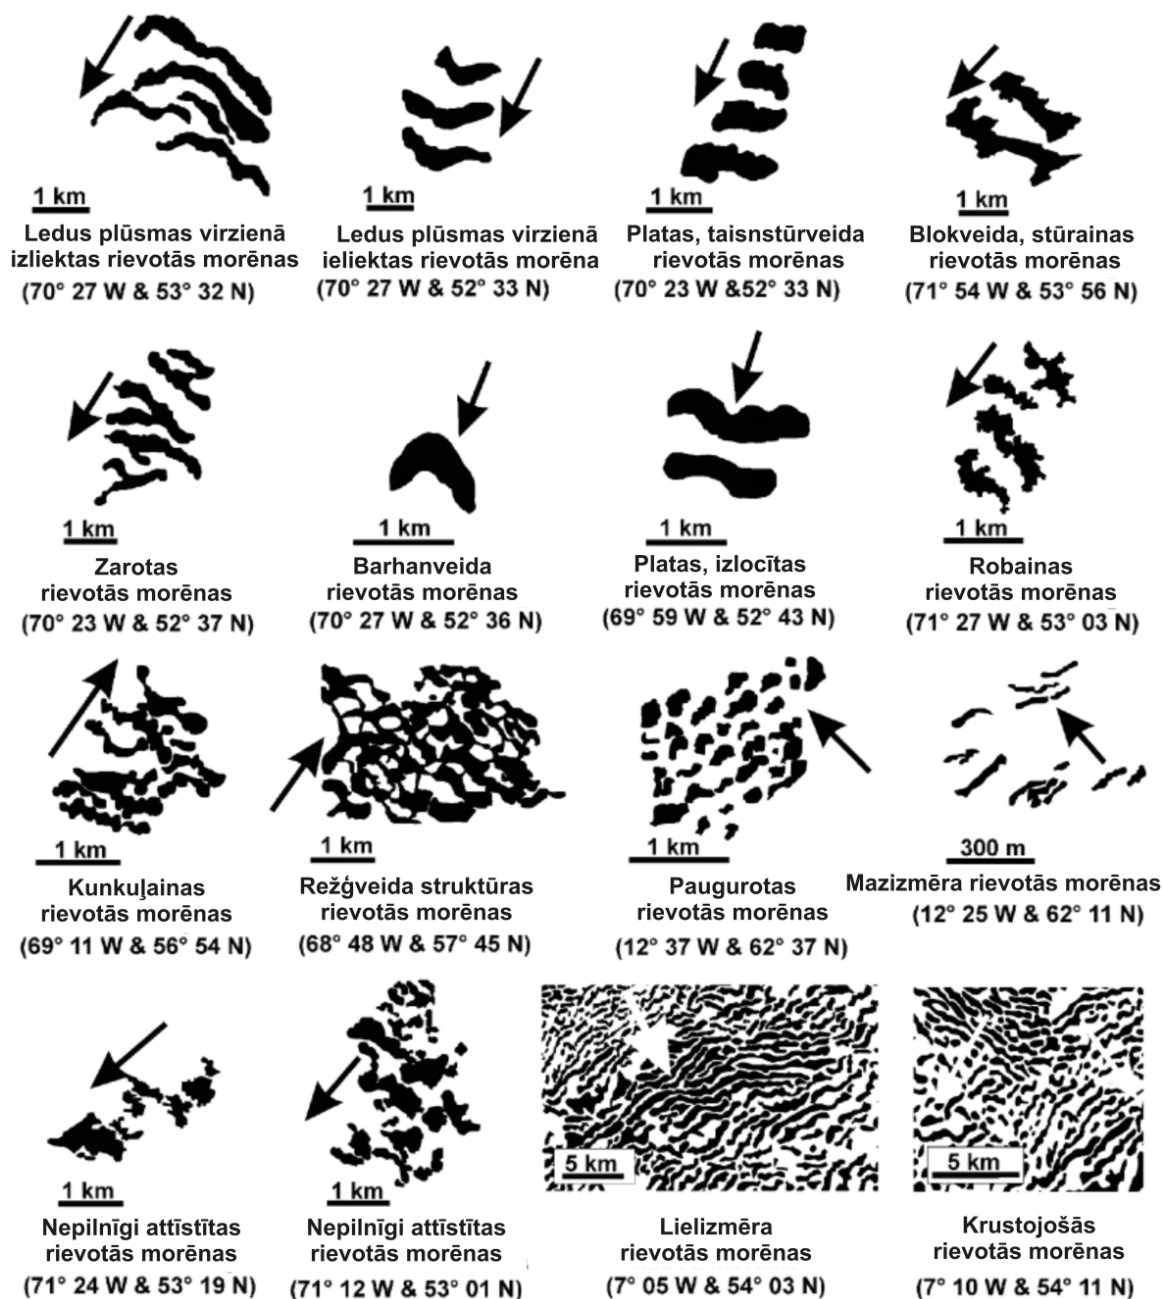 1 km
Ledus plūsmas virzienā
izliektas rievotās morēnas
(70° 27 W & 53° 32 N)
1 km
Ledus plūsmas virzienā
ieliektas rievotās morēna
(70° 27 W & 52° 33 N)
1 km
Platas, taisnstūrveida
rievotās morēnas
(70° 23 W &52° 33 N)
1 km
Blokveida, stūrainas
rievotās morēnas
(71° 54 W & 53° 56 N)
1 km
Zarotas
rievotās morēnas
(70° 23 W & 52° 37 N)
1 km
Barhanveida
rievotās morēnas
(70° 27 W & 52° 36 N)
1 km
Platas, izlocītas
rievotās morēnas
(69° 59 W & 52° 43 N)
1 km
Robainas
rievotās morēnas
(71° 27 W & 53° 03 N)
1 km
Kunkuļainas
rievotās morēnas
(69° 11 W & 56° 54 N)
1 km
Režģveida struktūras
rievotās morēnas
(68° 48 W & 57° 45 N)
1 km
Paugurotas
rievotās morēnas
(12° 37 W & 62° 37 N)
300 m
Mazizmēra rievotās morēnas
(12° 25 W & 62° 11 N)
1 km
Nepilnīgi attīstītas
rievotās morēnas
(71° 24 W & 53° 19 N)
1 km
Nepilnīgi attīstītas
rievotās morēnas
(71° 12 W & 53° 01 N)
5 km
Lielizmēra
rievotās morēnas
(7° 05 W & 54° 03 N)
5 km
Krustojošās
rievotās morēnas
(7° 10 W & 54° 11 N)